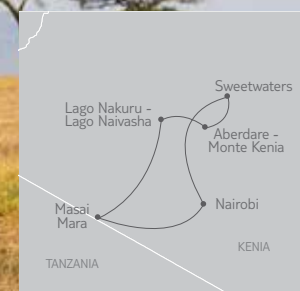 Sweetwaters
Lago Nakuru -
Lago Naivasha
Aberdare -
Monte Kenia
Masai
Mara
Nairobi
KENIA
TANZANIA